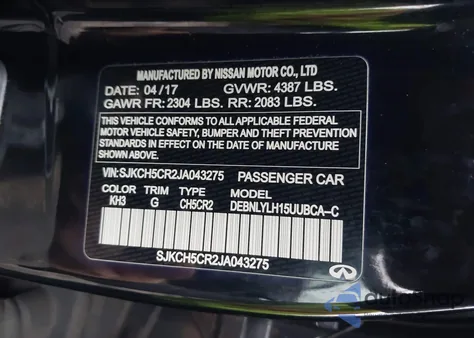 MANUFACTURED BY NISSAN MOTOR CO., LTD
DATE: 04/17 GVWR: 4387 LBS.
GAWR FR: 2304 LBS. RR: 2083 LBS.
THIS VEHICLE CONFORMS TO ALL APPLICABLE FEDERAL
MOTOR VEHICLE SAFETY, BUMPER AND THEFT PREVENTION
STANDARDS IN EFFECT ON THE DATE OF MANUFACTURE
SHOWN ABOVE.
VIN:SJKCH5CR2JA043275 PASSENGER CAR
COLOR TRIM TYPE MODEL
KH3 G CH5CR2 DEBNLYLH15UUBCA-C
SJKCH5CR2JA043275
autoSnap